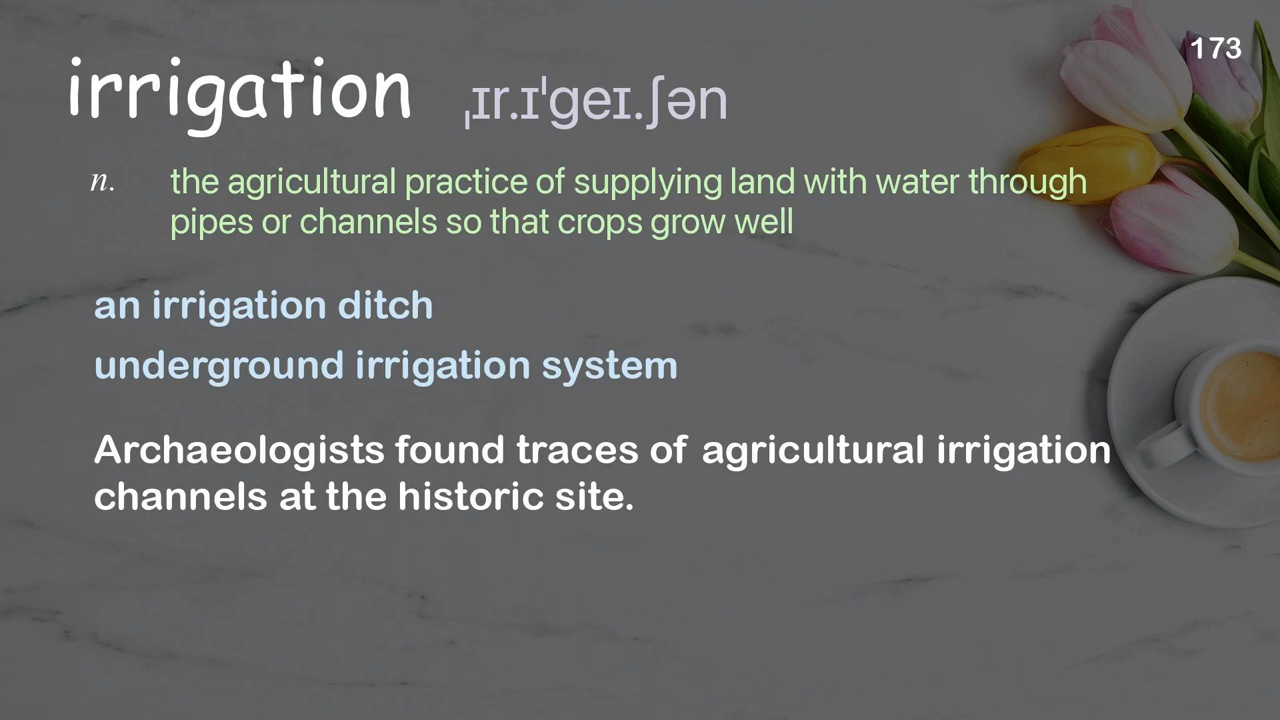 173
irrigation ˌɪr.ɪˈɡeɪ.ʃən
n. the agricultural practice of supplying land with water through
pipes or channels so that crops grow well
an irrigation ditch
underground irrigation system
Archaeologists found traces of agricultural irrigation
channels at the historic site.